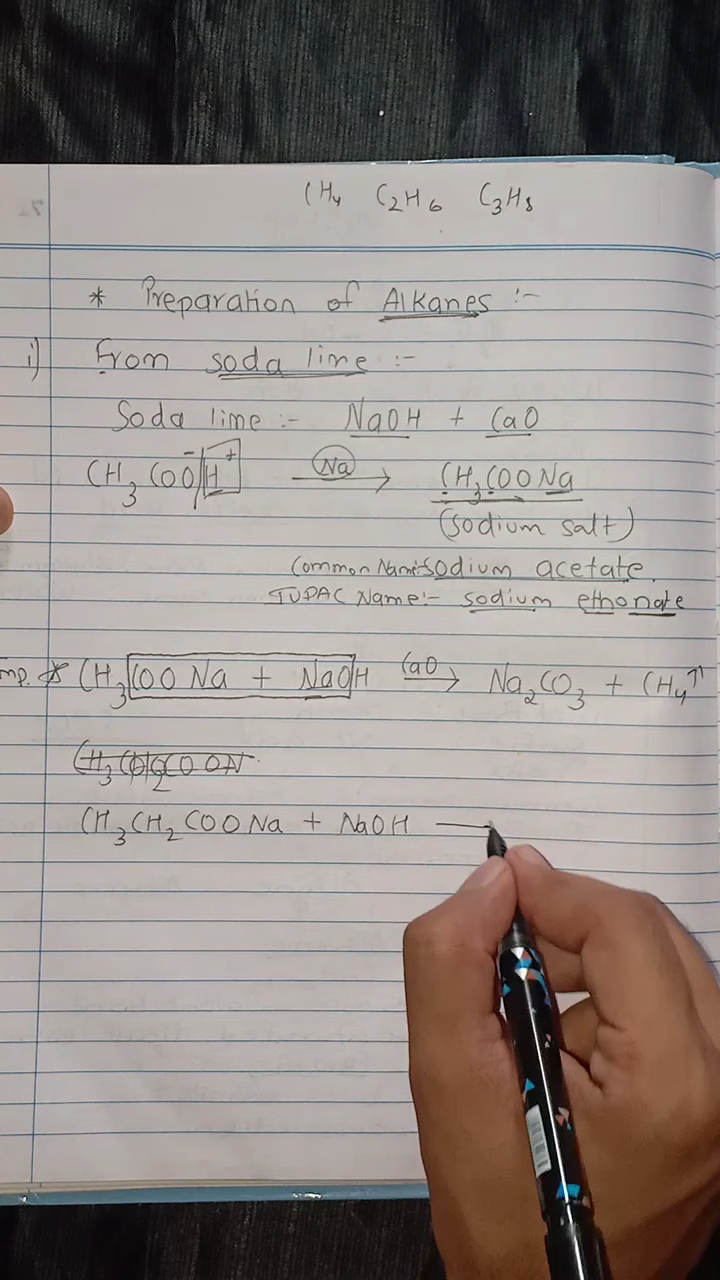 CH4 C2H6 C3H8
* Preparation of Alkanes :-
i) From soda lime :-
Soda lime :- NaOH + CaO
CH3COO⁻ H⁺ —Na→ CH3COONa
(sodium salt)
Common Name:- sodium acetate.
IUPAC Name:- sodium ethonate
Imp. * CH3COONa + NaOH —CaO→ Na2CO3 + CH4↑
CH3CH2COONa + NaOH —